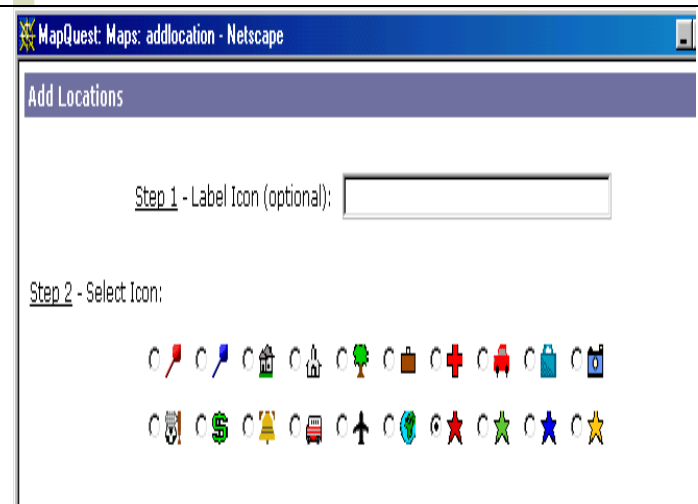 MapQuest: Maps: addlocation - Netscape
Add Locations
Step 1 - Label Icon (optional):
Step 2 - Select Icon: